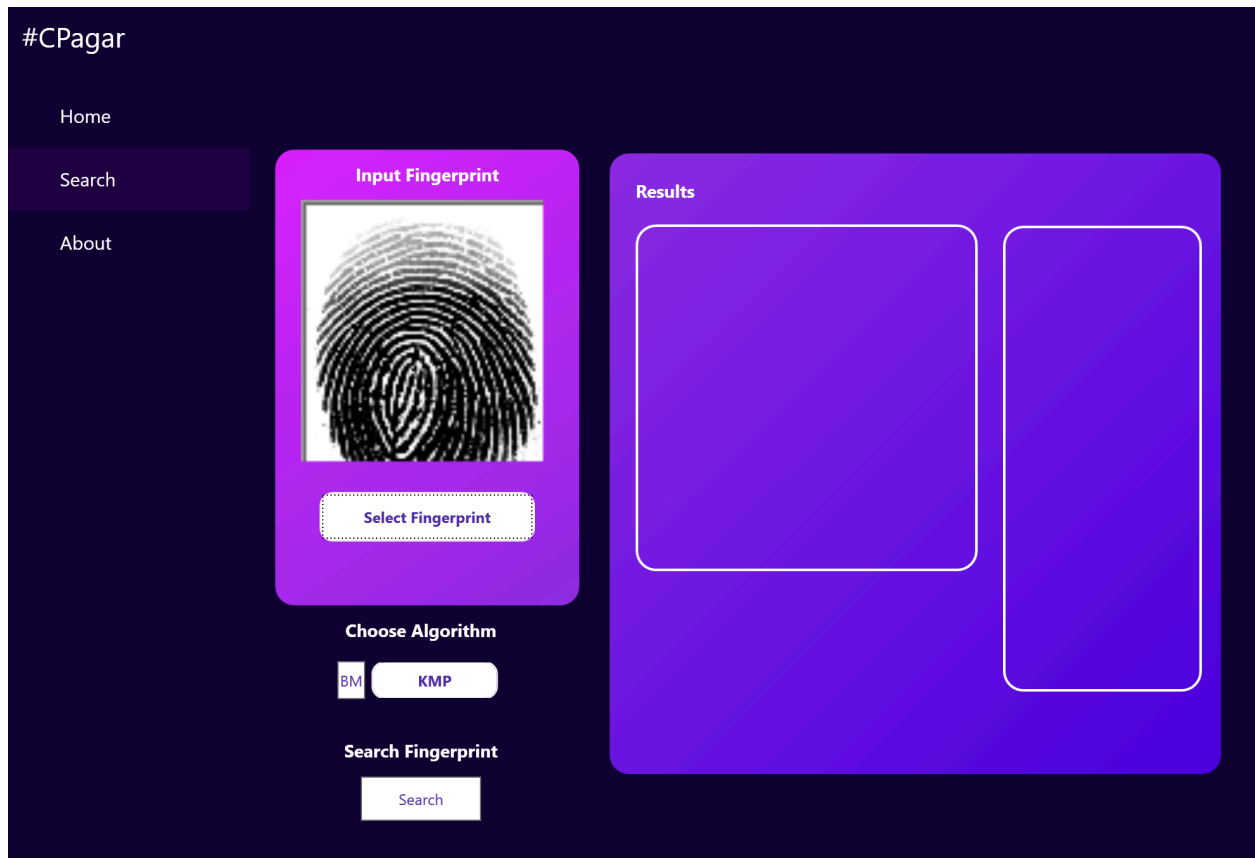 #CPagar
Home
Search
About
Input Fingerprint
Select Fingerprint
Choose Algorithm
BM KMP
Search Fingerprint
Search
Results